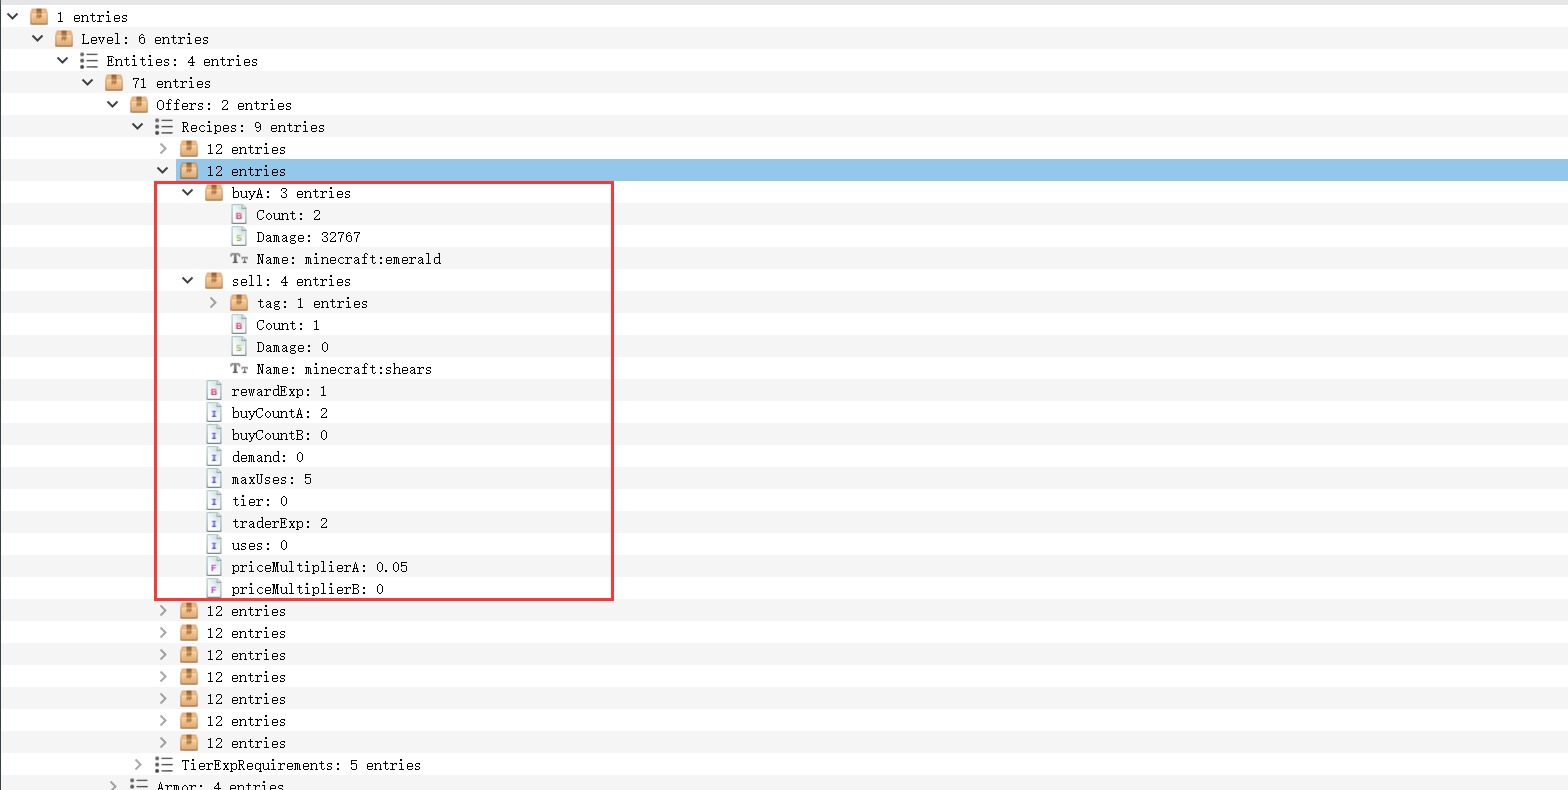 1 entries
Level: 6 entries
Entities: 4 entries
71 entries
Offers: 2 entries
Recipes: 9 entries
12 entries
12 entries
buyA: 3 entries
B Count: 2
S Damage: 32767
TT Name: minecraft:emerald
sell: 4 entries
tag: 1 entries
B Count: 1
S Damage: 0
TT Name: minecraft:shears
B rewardExp: 1
I buyCountA: 2
I buyCountB: 0
I demand: 0
I maxUses: 5
I tier: 0
I traderExp: 2
I uses: 0
F priceMultiplierA: 0.05
F priceMultiplierB: 0
12 entries
12 entries
12 entries
12 entries
12 entries
12 entries
12 entries
TierExpRequirements: 5 entries
Armor: 4 entries